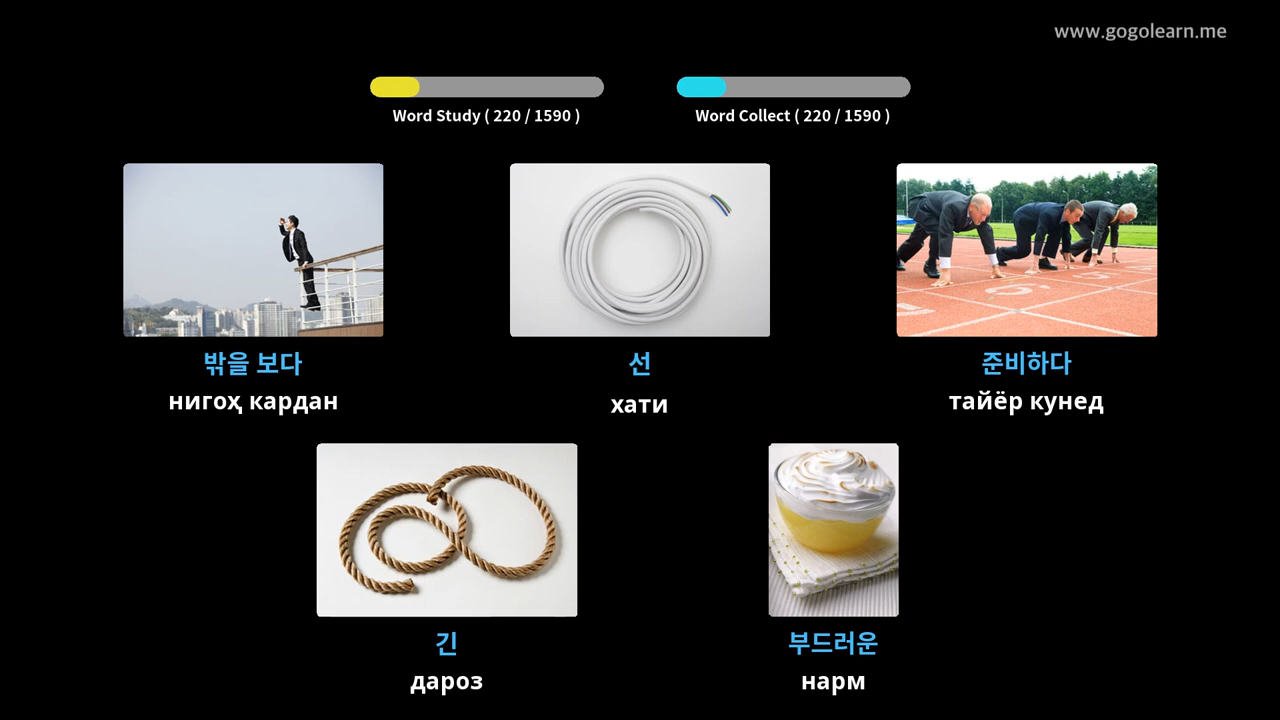 www.gogolearn.me
Word Study ( 220 / 1590 )
Word Collect ( 220 / 1590 )
밖을 보다
нигоҳ кардан
선
хати
준비하다
тайёр кунед
긴
дароз
부드러운
нарм